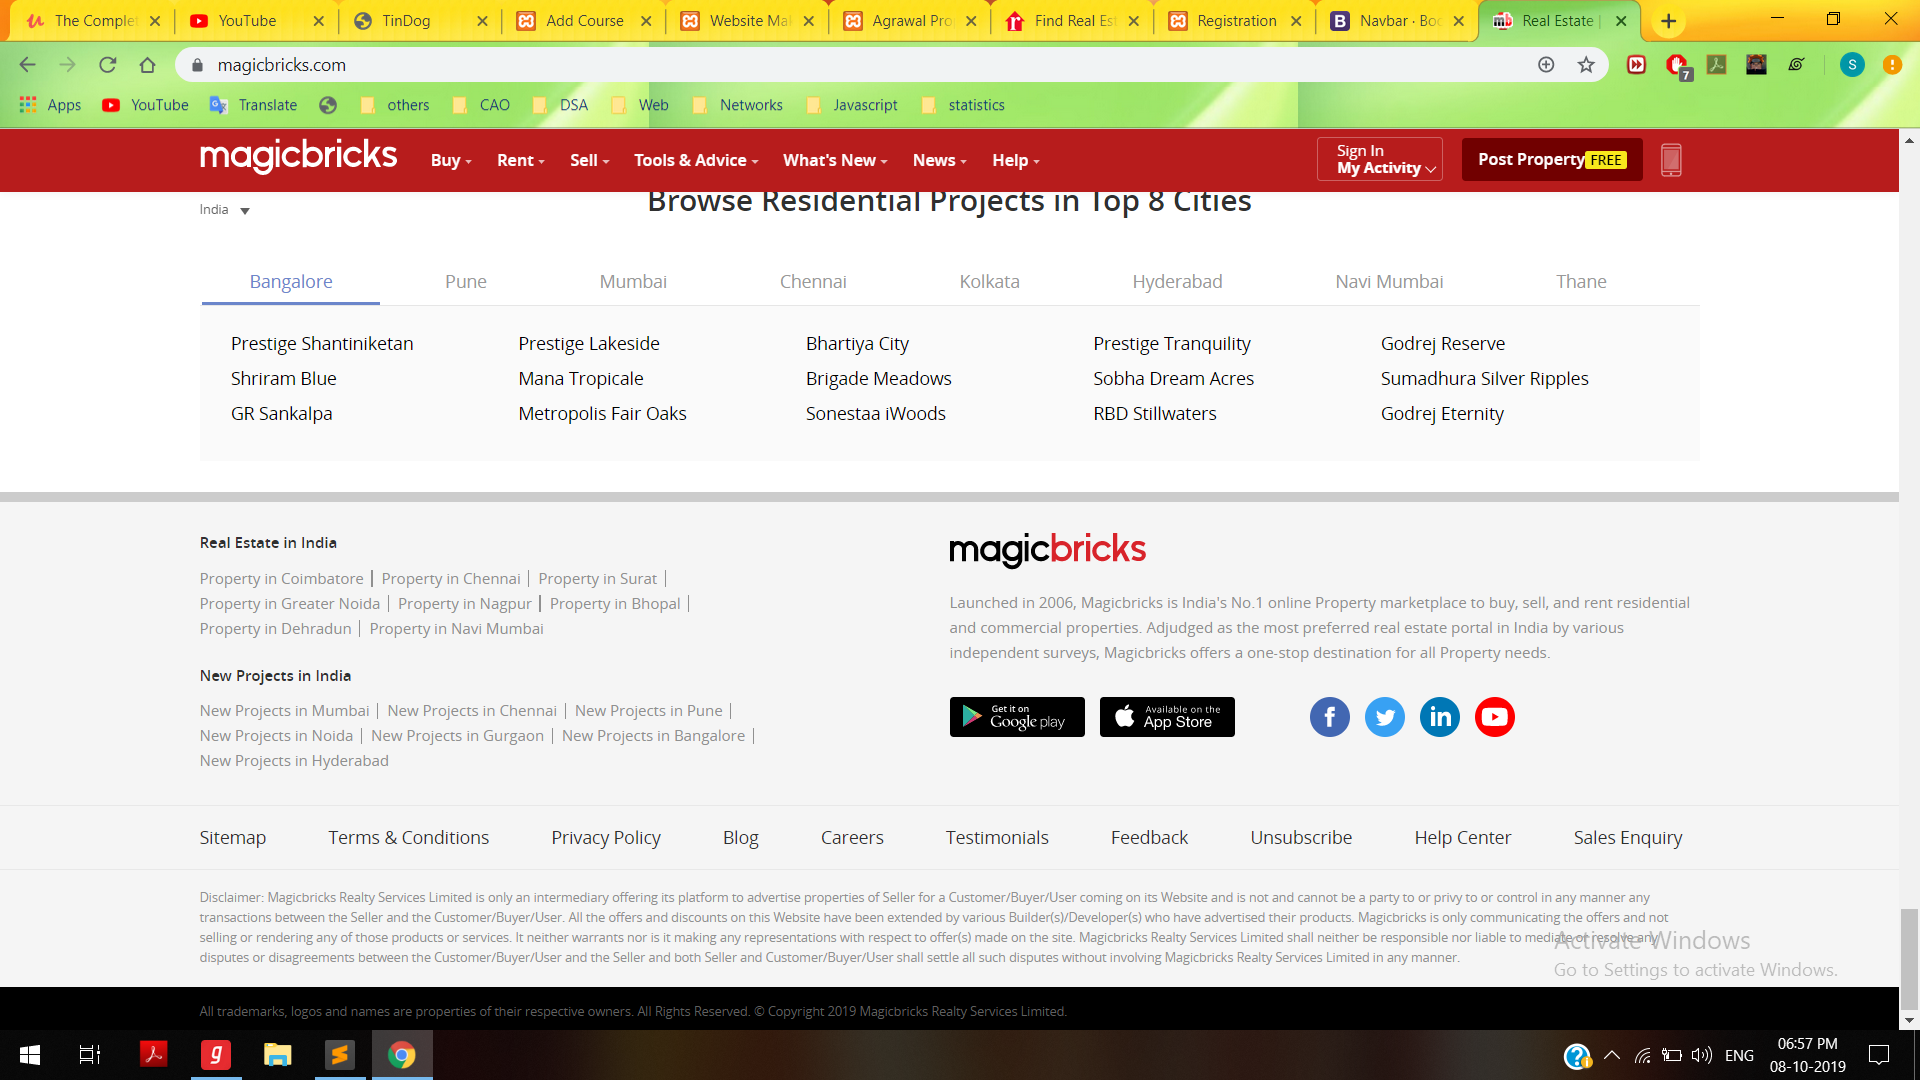 The Complet
YouTube
TinDog
Add Course
Website Mak
Agrawal Pro
Find Real Est
Registration
Navbar · Boo
Real Estate |
magicbricks.com
7
S
Apps
YouTube
Translate
others
CAO
DSA
Web
Networks
Javascript
statistics
magicbricks
Buy
Rent
Sell
Tools & Advice
What's New
News
Help
Sign In
My Activity
Post Property FREE
India
Browse Residential Projects in Top 8 Cities
Bangalore
Pune
Mumbai
Chennai
Kolkata
Hyderabad
Navi Mumbai
Thane
Prestige Shantiniketan
Prestige Lakeside
Bhartiya City
Prestige Tranquility
Godrej Reserve
Shriram Blue
Mana Tropicale
Brigade Meadows
Sobha Dream Acres
Sumadhura Silver Ripples
GR Sankalpa
Metropolis Fair Oaks
Sonestaa iWoods
RBD Stillwaters
Godrej Eternity
Real Estate in India
Property in Coimbatore | Property in Chennai | Property in Surat |
Property in Greater Noida | Property in Nagpur | Property in Bhopal |
Property in Dehradun | Property in Navi Mumbai
New Projects in India
New Projects in Mumbai | New Projects in Chennai | New Projects in Pune |
New Projects in Noida | New Projects in Gurgaon | New Projects in Bangalore |
New Projects in Hyderabad
magicbricks
Launched in 2006, Magicbricks is India's No.1 online Property marketplace to buy, sell, and rent residential
and commercial properties. Adjudged as the most preferred real estate portal in India by various
independent surveys, Magicbricks offers a one-stop destination for all Property needs.
Get it on
Google play
Available on the
App Store
Sitemap
Terms & Conditions
Privacy Policy
Blog
Careers
Testimonials
Feedback
Unsubscribe
Help Center
Sales Enquiry
Disclaimer: Magicbricks Realty Services Limited is only an intermediary offering its platform to advertise properties of Seller for a Customer/Buyer/User coming on its Website and is not and cannot be a party to or privy to or control in any manner any
transactions between the Seller and the Customer/Buyer/User. All the offers and discounts on this Website have been extended by various Builder(s)/Developer(s) who have advertised their products. Magicbricks is only communicating the offers and not
selling or rendering any of those products or services. It neither warrants nor is it making any representations with respect to offer(s) made on the site. Magicbricks Realty Services Limited shall neither be responsible nor liable to mediate or resolve any
disputes or disagreements between the Customer/Buyer/User and the Seller and both Seller and Customer/Buyer/User shall settle all such disputes without involving Magicbricks Realty Services Limited in any manner.
Activate Windows
Go to Settings to activate Windows.
All trademarks, logos and names are properties of their respective owners. All Rights Reserved. © Copyright 2019 Magicbricks Realty Services Limited.
ENG
06:57 PM
08-10-2019